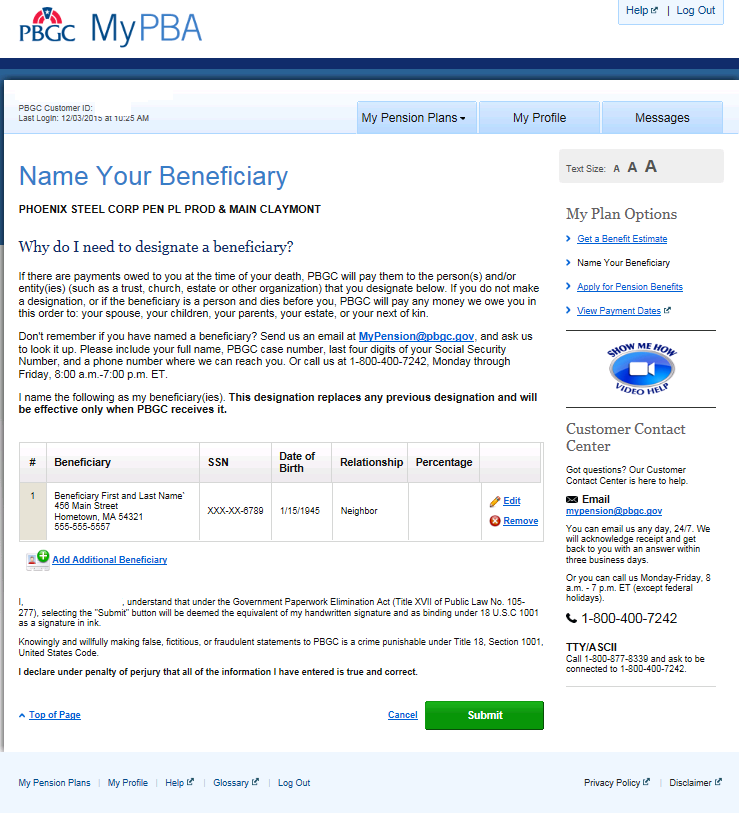 Help | Log Out
PBGC MyPBA
PBGC Customer ID:
Last Login: 12/03/2015 at 10:25 AM
My Pension Plans
My Profile
Messages
Name Your Beneficiary
Text Size: A A A
PHOENIX STEEL CORP PEN PL PROD & MAIN CLAYMONT
Why do I need to designate a beneficiary?
If there are payments owed to you at the time of your death, PBGC will pay them to the person(s) and/or
entity(ies) (such as a trust, church, estate or other organization) that you designate below. If you do not make
a designation, or if the beneficiary is a person and dies before you, PBGC will pay any money we owe you in
this order to: your spouse, your children, your parents, your estate, or your next of kin.
Don't remember if you have named a beneficiary? Send us an email at MyPension@pbgc.gov, and ask us
to look it up. Please include your full name, PBGC case number, last four digits of your Social Security
Number, and a phone number where we can reach you. Or call us at 1-800-400-7242, Monday through
Friday, 8:00 a.m.-7:00 p.m. ET.
I name the following as my beneficiary(ies). This designation replaces any previous designation and will
be effective only when PBGC receives it.
# Beneficiary SSN Date of Birth Relationship Percentage
1 Beneficiary First and Last Name'
456 Main Street
Hometown, MA 54321
555-555-5557
XXX-XX-6789
1/15/1945
Neighbor
Edit
Remove
Add Additional Beneficiary
I, , understand that under the Government Paperwork Elimination Act (Title XVII of Public Law No. 105-
277), selecting the "Submit" button will be deemed the equivalent of my handwritten signature and as binding under 18 U.S.C 1001
as a signature in ink.
Knowingly and willfully making false, fictitious, or fraudulent statements to PBGC is a crime punishable under Title 18, Section 1001,
United States Code.
I declare under penalty of perjury that all of the information I have entered is true and correct.
Top of Page
Cancel
Submit
My Plan Options
Get a Benefit Estimate
Name Your Beneficiary
Apply for Pension Benefits
View Payment Dates
SHOW ME HOW
VIDEO HELP
Customer Contact
Center
Got questions? Our Customer
Contact Center is here to help.
Email
mypension@pbgc.gov
You can email us any day, 24/7. We
will acknowledge receipt and get
back to you with an answer within
three business days.
Or you can call us Monday-Friday, 8
a.m. - 7 p.m. ET (except federal
holidays).
1-800-400-7242
TTY/ASCII
Call 1-800-877-8339 and ask to be
connected to 1-800-400-7242.
My Pension Plans | My Profile | Help | Glossary | Log Out
Privacy Policy | Disclaimer